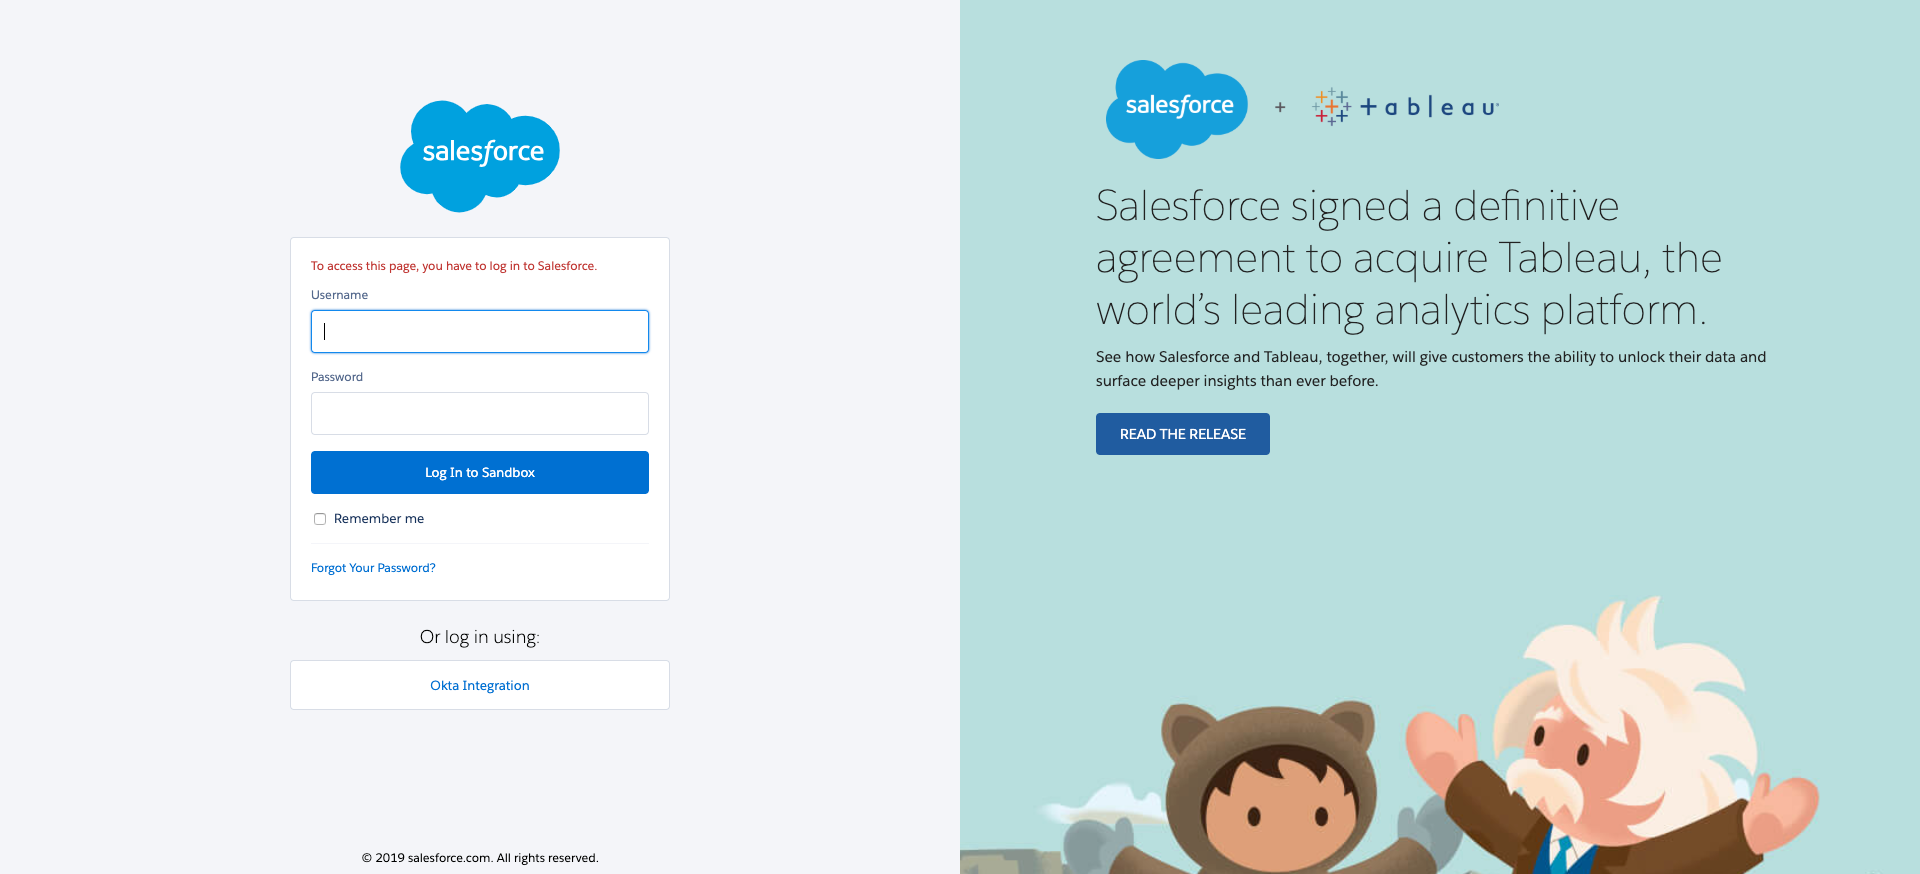 salesforce
To access this page, you have to log in to Salesforce.
Username
Password
Log In to Sandbox
Remember me
Forgot Your Password?
Or log in using:
Okta Integration
© 2019 salesforce.com. All rights reserved.
salesforce + +ableau
Salesforce signed a definitive
agreement to acquire Tableau, the
world's leading analytics platform.
See how Salesforce and Tableau, together, will give customers the ability to unlock their data and
surface deeper insights than ever before.
READ THE RELEASE